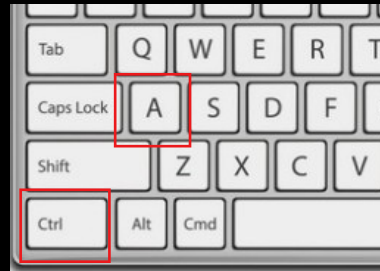 Tab Q W E R T
Caps Lock A S D F
Shift Z X C V
Ctrl Alt Cmd